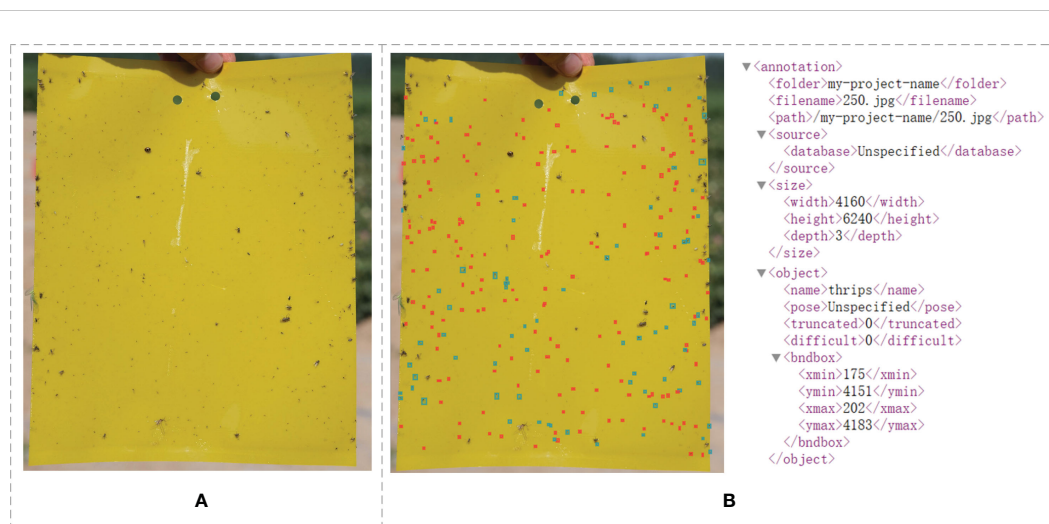 ▼<annotation>
<folder>my-project-name</folder>
<filename>250.jpg</filename>
<path>/my-project-name/250.jpg</path>
▼<source>
<database>Unspecified</database>
</source>
▼<size>
<width>4160</width>
<height>6240</height>
<depth>3</depth>
</size>
▼<object>
<name>thrips</name>
<pose>Unspecified</pose>
<truncated>0</truncated>
<difficult>0</difficult>
▼<bndbox>
<xmin>175</xmin>
<ymin>4151</ymin>
<xmax>202</xmax>
<ymax>4183</ymax>
</bndbox>
</object>
A
B